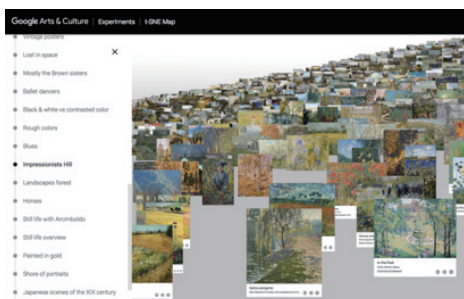 Google Arts & Culture | Experiments | t-SNE Map
Vintage posters
Lost in space
Mostly the Brown sisters
Ballet dancers
Black & white vs contrasted color
Rough colors
Blues
Impressionists Hill
Landscapes forest
Horses
Still life with Arcimboldo
Still life overview
Painted in gold
Shore of portraits
Japanese scenes of the XIX century
In the Park